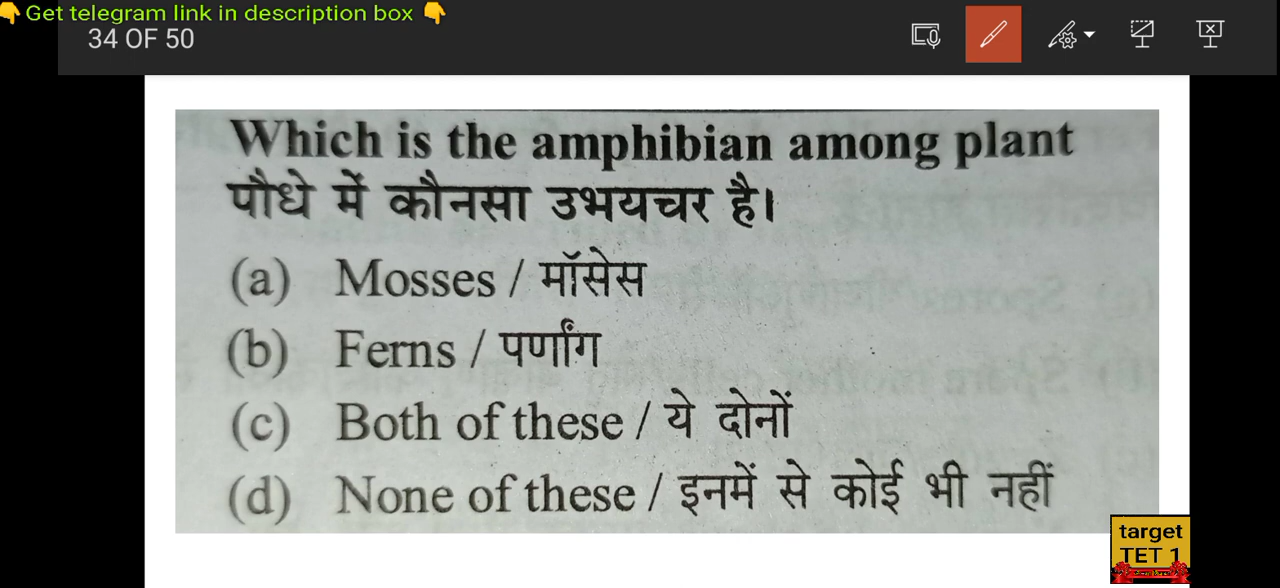 👇 Get telegram link in description box 👇
34 OF 50
Which is the amphibian among plant
पौधे में कौनसा उभयचर है।
(a) Mosses / मॉसेस
(b) Ferns / पर्णांग
(c) Both of these / ये दोनों
(d) None of these / इनमें से कोई भी नहीं
target
TET 1